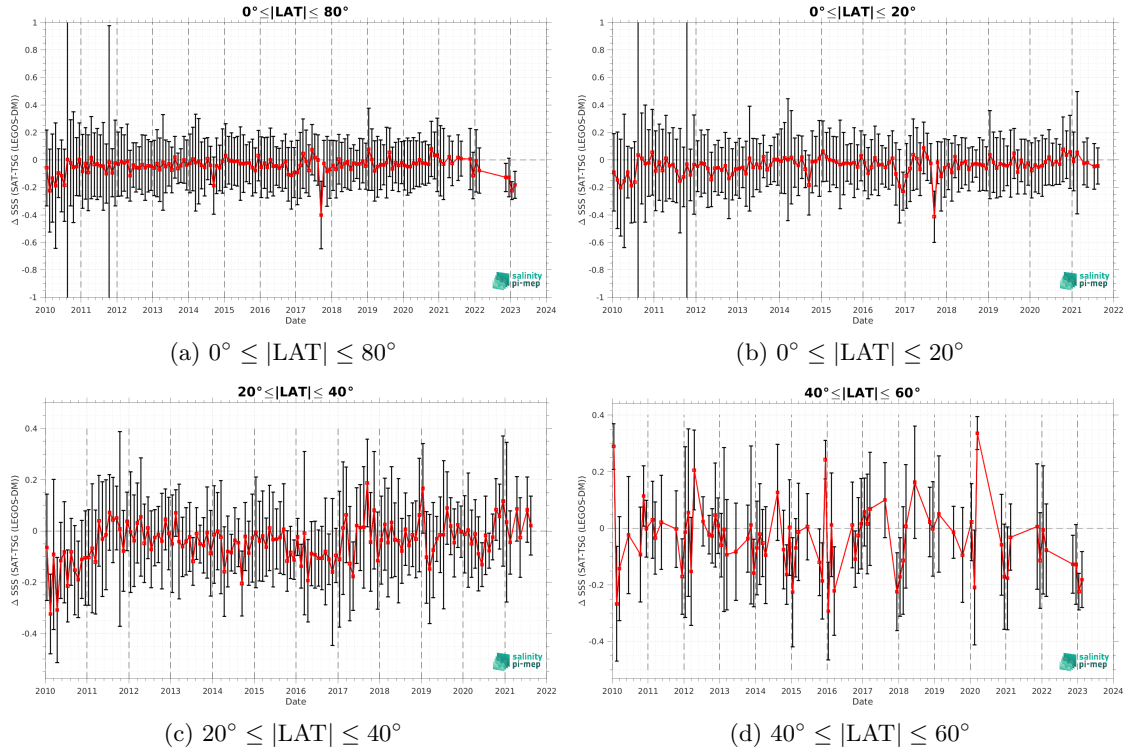 0°≤|LAT|≤ 80°
Δ SSS (SAT-TSG (LEGOS-DM))
1
0.8
0.6
0.4
0.2
0
-0.2
-0.4
-0.6
-0.8
-1
2010 2011 2012 2013 2014 2015 2016 2017 2018 2019 2020 2021 2022 2023 2024
Date
salinity
pi-mep
(a) 0° ≤ |LAT| ≤ 80°
0°≤|LAT|≤ 20°
Δ SSS (SAT-TSG (LEGOS-DM))
1
0.8
0.6
0.4
0.2
0
-0.2
-0.4
-0.6
-0.8
-1
2010 2011 2012 2013 2014 2015 2016 2017 2018 2019 2020 2021 2022
Date
salinity
pi-mep
(b) 0° ≤ |LAT| ≤ 20°
20°≤|LAT|≤ 40°
Δ SSS (SAT-TSG (LEGOS-DM))
0.4
0.2
0
-0.2
-0.4
2010 2011 2012 2013 2014 2015 2016 2017 2018 2019 2020 2021 2022
Date
salinity
pi-mep
(c) 20° ≤ |LAT| ≤ 40°
40°≤|LAT|≤ 60°
Δ SSS (SAT-TSG (LEGOS-DM))
0.4
0.2
0
-0.2
-0.4
2010 2011 2012 2013 2014 2015 2016 2017 2018 2019 2020 2021 2022 2023 2024
Date
salinity
pi-mep
(d) 40° ≤ |LAT| ≤ 60°